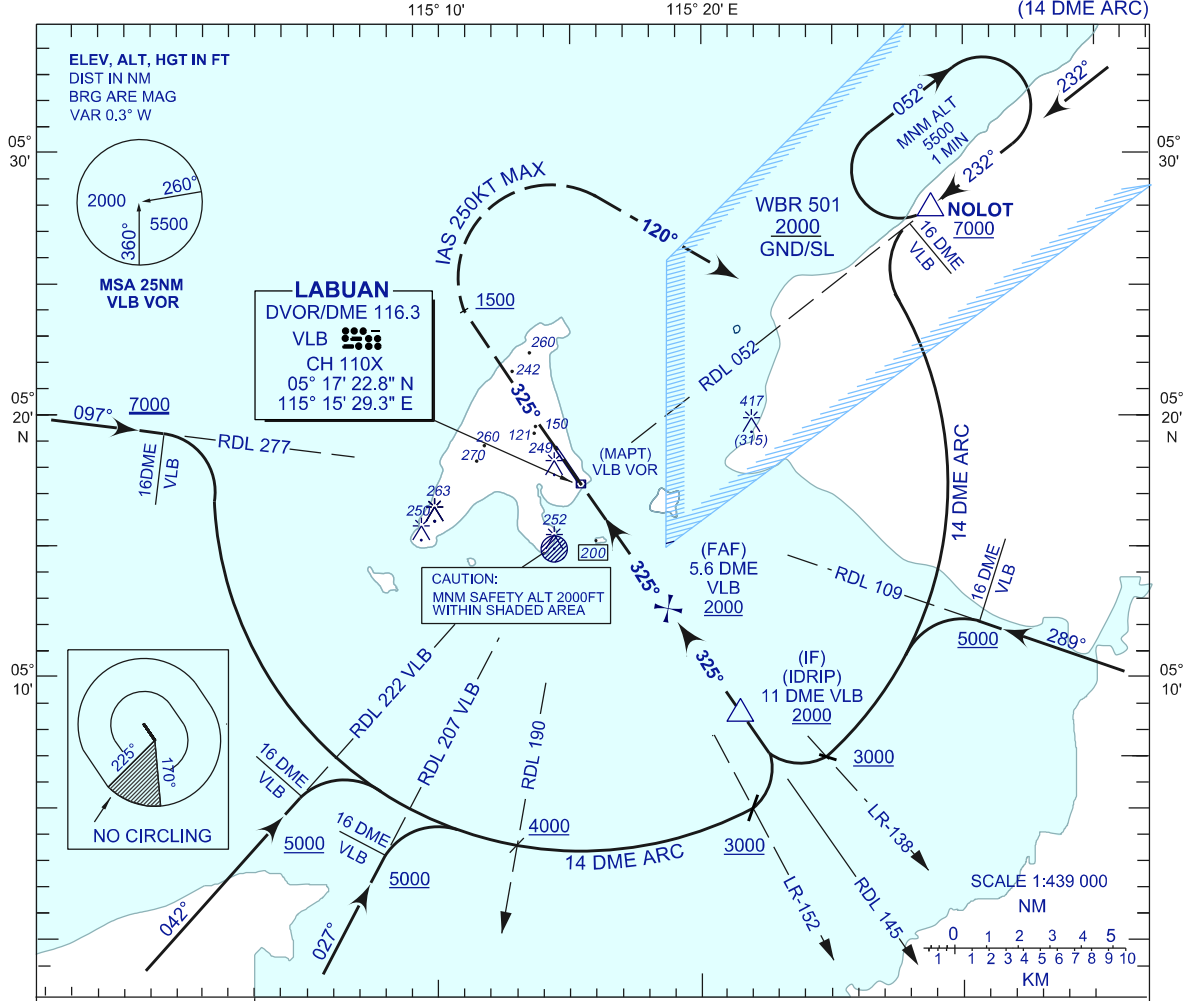 115° 10'
115° 20' E
(14 DME ARC)
ELEV, ALT, HGT IN FT
DIST IN NM
BRG ARE MAG
VAR 0.3° W
05°
30'
05°
30'
2000
260°
5500
360°
MSA 25NM
VLB VOR
IAS 250KT MAX
120°
WBR 501
2000
GND/SL
052°
MNM ALT
5500
1 MIN
232°
232°
NOLOT
7000
16 DME
VLB
LABUAN
DVOR/DME 116.3
VLB
CH 110X
05° 17' 22.8" N
115° 15' 29.3" E
1500
260
242
325°
150
121
249
260
270
263
250
252
200
RDL 052
417
(315)
(MAPT)
VLB VOR
05°
20'
N
05°
20'
N
097°
7000
RDL 277
16DME
VLB
14 DME ARC
325°
(FAF)
5.6 DME
VLB
2000
RDL 109
16 DME
VLB
5000
289°
CAUTION:
MNM SAFETY ALT 2000FT
WITHIN SHADED AREA
05°
10'
05°
10'
325°
(IF)
(IDRIP)
11 DME VLB
2000
3000
225°
170°
NO CIRCLING
RDL 222 VLB
RDL 207 VLB
RDL 190
16 DME
VLB
5000
16 DME
VLB
5000
4000
14 DME ARC
3000
LR-138
LR-152
RDL 145
042°
027°
SCALE 1:439 000
NM
0 1 2 3 4 5
1 1 2 3 4 5 6 7 8 9 10
KM